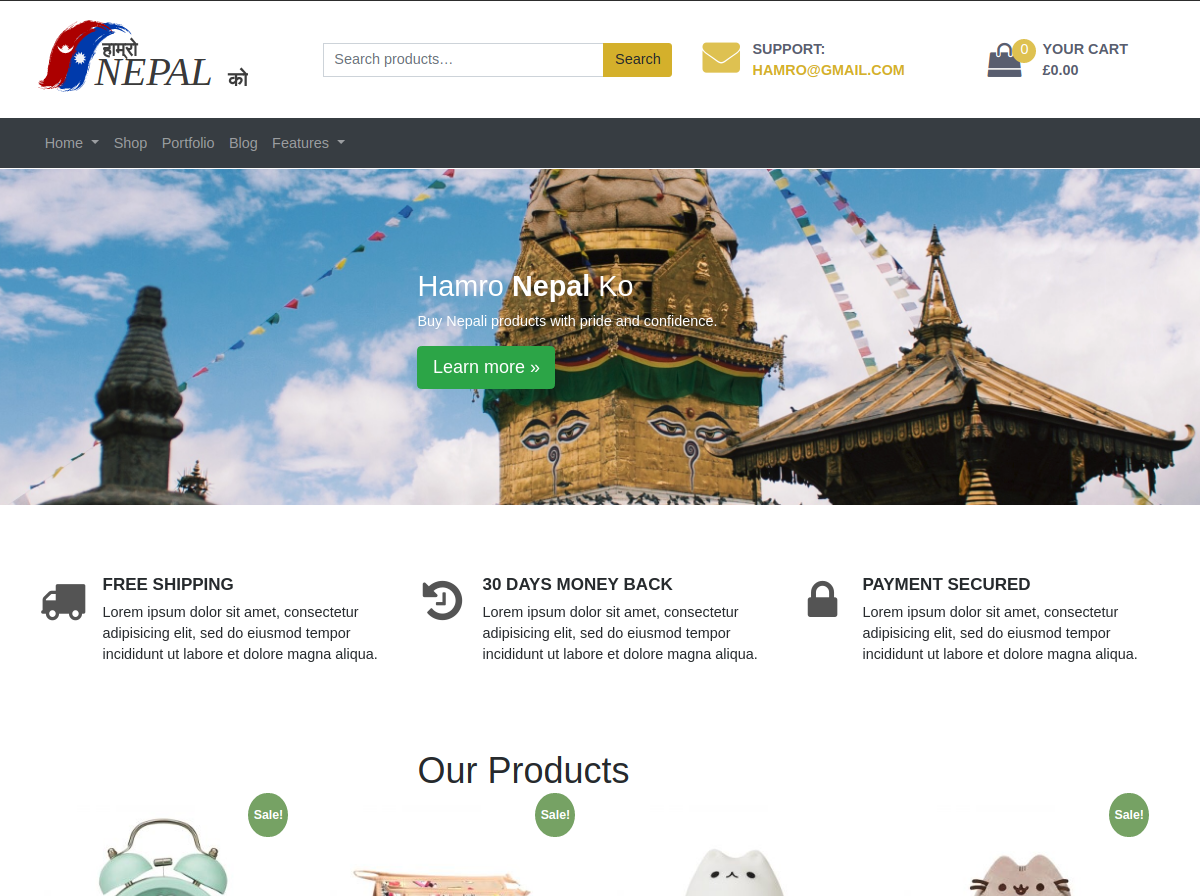 हाम्रो
NEPAL को
Search products…
Search
SUPPORT:
HAMRO@GMAIL.COM
0
YOUR CART
£0.00
Home
Shop
Portfolio
Blog
Features
Hamro Nepal Ko
Buy Nepali products with pride and confidence.
Learn more »
FREE SHIPPING
Lorem ipsum dolor sit amet, consectetur
adipisicing elit, sed do eiusmod tempor
incididunt ut labore et dolore magna aliqua.
30 DAYS MONEY BACK
Lorem ipsum dolor sit amet, consectetur
adipisicing elit, sed do eiusmod tempor
incididunt ut labore et dolore magna aliqua.
PAYMENT SECURED
Lorem ipsum dolor sit amet, consectetur
adipisicing elit, sed do eiusmod tempor
incididunt ut labore et dolore magna aliqua.
Our Products
Sale!
Sale!
Sale!